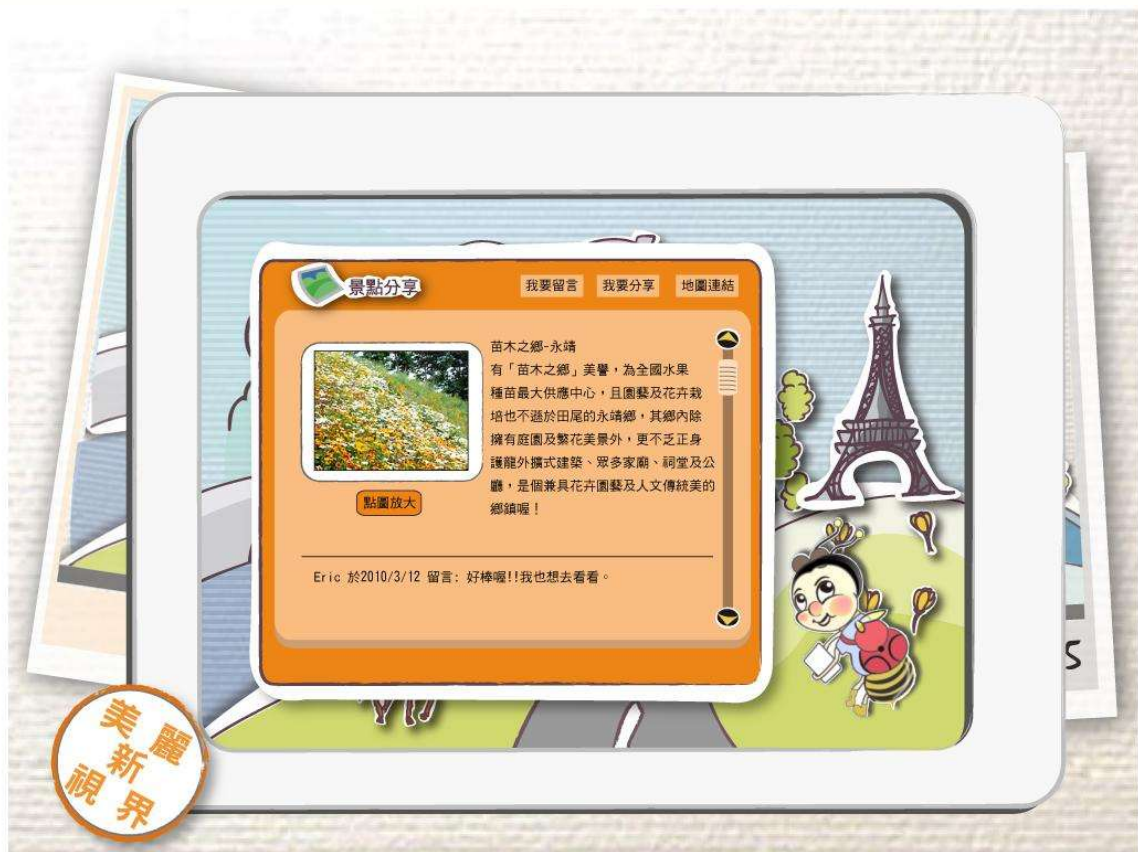 景點分享
我要留言
我要分享
地圖連結
苗木之鄉-永靖
有「苗木之鄉」美譽，為全國水果
種苗最大供應中心，且園藝及花卉栽
培也不遜於田尾的永靖鄉，其鄉內除
擁有庭園及繁花美景外，更不乏正身
護龍外擴式建築、眾多家廟、祠堂及公
廳，是個兼具花卉園藝及人文傳統美的
鄉鎮喔！
點圖放大
Eric 於2010/3/12 留言: 好棒喔!!我也想去看看。
美麗
新
視界